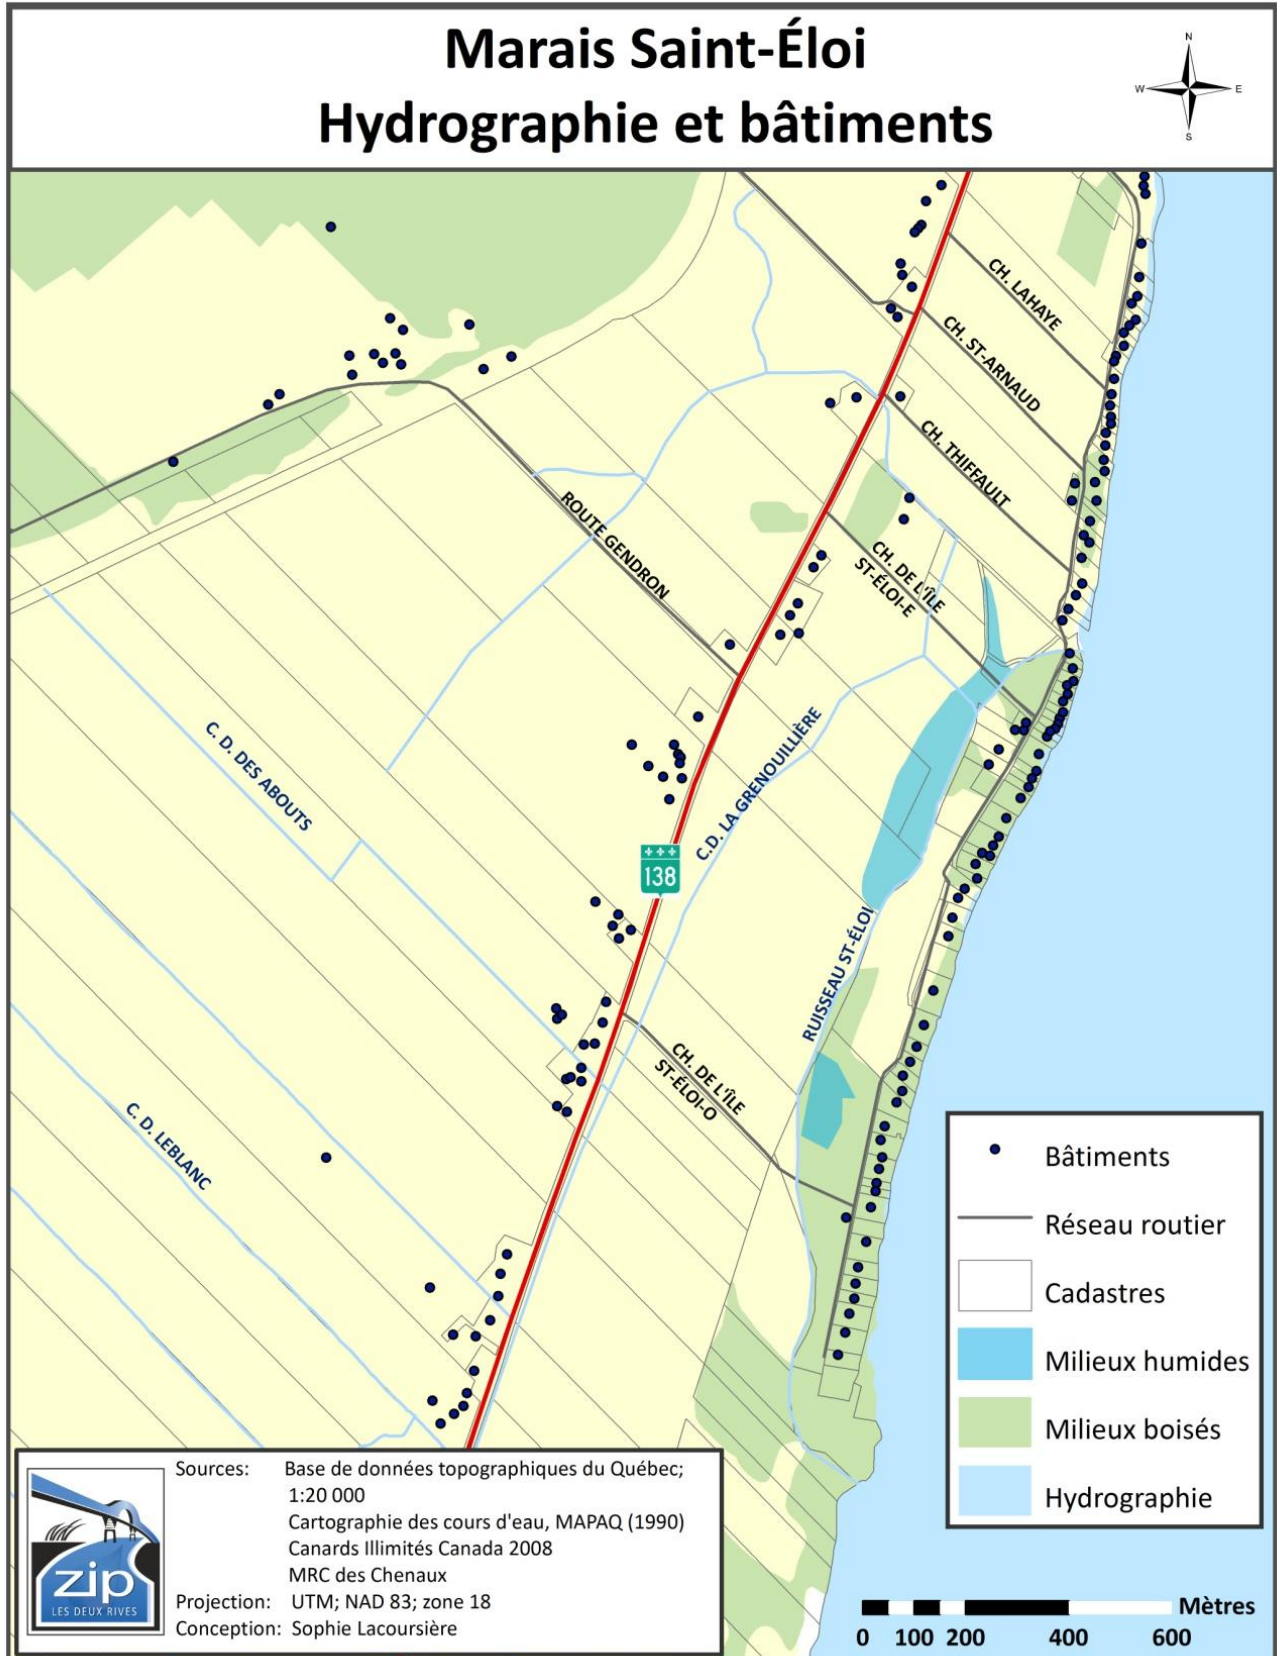 Marais Saint-Éloi
Hydrographie et bâtiments
N
W
E
S
CH. LAHAYE
CH. ST-ARNAUD
CH. THIFFAULT
ROUTE GENDRON
CH. DE L'ÎLE
ST-ÉLOI-E
C. D. DES ABOUTS
C.D. LA GRENOUILLIÈRE
138
RUISSEAU ST-ÉLOI
CH. DE L'ÎLE
ST-ÉLOI-O
C. D. LEBLANC
Bâtiments
Réseau routier
Cadastres
Milieux humides
Milieux boisés
Hydrographie
zip
LES DEUX RIVES
Sources: Base de données topographiques du Québec;
1:20 000
Cartographie des cours d'eau, MAPAQ (1990)
Canards Illimités Canada 2008
MRC des Chenaux
Projection: UTM; NAD 83; zone 18
Conception: Sophie Lacoursière
Mètres
0 100 200 400 600